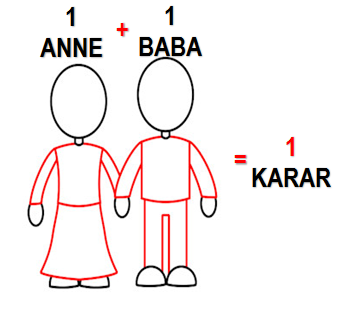 1 + 1
ANNE BABA
= 1
KARAR